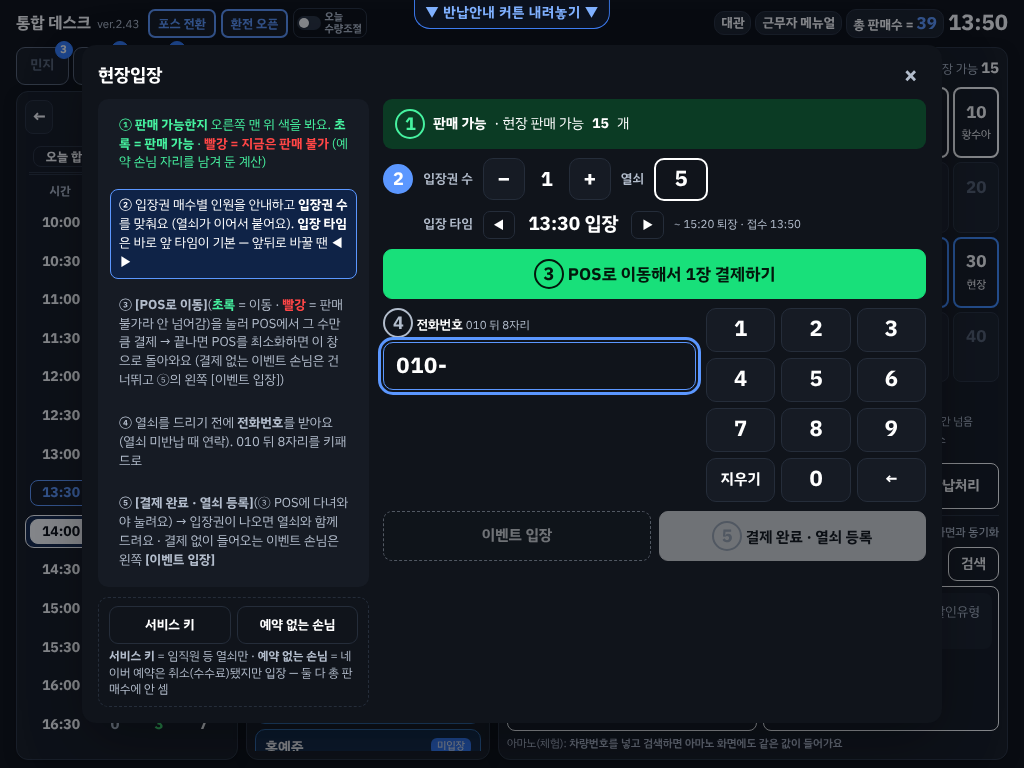 통합 데스크 ver.2.43
포스 전환
환전 오픈
오늘
수량조절
▼ 반납안내 커튼 내려놓기 ▼
대관
근무자 메뉴얼
총 판매수 = 39
13:50
민지
3
현장입장
×
장 가능 15
←
오늘 합
시간
10:00
10:30
11:00
11:30
12:00
12:30
13:00
13:30
14:00
14:30
15:00
15:30
16:00
16:30 0 3 7
① 판매 가능한지 오른쪽 맨 위 색을 봐요. 초
록 = 판매 가능 · 빨강 = 지금은 판매 불가 (예
약 손님 자리를 남겨 둔 계산)
② 입장권 매수별 인원을 안내하고 입장권 수
를 맞춰요 (열쇠가 이어서 붙어요). 입장 타임
은 바로 앞 타임이 기본 — 앞뒤로 바꿀 땐 ◀
▶
③ [POS로 이동](초록 = 이동 · 빨강 = 판매
불가라 안 넘어감)을 눌러 POS에서 그 수만
큼 결제 → 끝나면 POS를 최소화하면 이 창
으로 돌아와요 (결제 없는 이벤트 손님은 건
너뛰고 ⑤의 왼쪽 [이벤트 입장])
④ 열쇠를 드리기 전에 전화번호를 받아요
(열쇠 미반납 때 연락). 010 뒤 8자리를 키패
드로
⑤ [결제 완료 · 열쇠 등록](③ POS에 다녀와
야 눌려요) → 입장권이 나오면 열쇠와 함께
드려요 · 결제 없이 들어오는 이벤트 손님은
왼쪽 [이벤트 입장]
서비스 키
예약 없는 손님
서비스 키 = 임직원 등 열쇠만 · 예약 없는 손님 = 네
이버 예약은 취소(수수료)됐지만 입장 — 둘 다 총 판
매수에 안 셈
1 판매 가능 · 현장 판매 가능 15 개
2 입장권 수 − 1 + 열쇠 5
입장 타임 ◀ 13:30 입장 ▶ ~ 15:20 퇴장 · 접수 13:50
3 POS로 이동해서 1장 결제하기
4 전화번호 010 뒤 8자리
010-
1 2 3
4 5 6
7 8 9
지우기 0 ←
이벤트 입장
5 결제 완료 · 열쇠 등록
10
황수아
20
30
현장
40
간 넘음
납처리
화면과 동기화
검색
할인유형
홍예준
미입장
아마노(체험): 차량번호를 넣고 검색하면 아마노 화면에도 같은 값이 들어가요